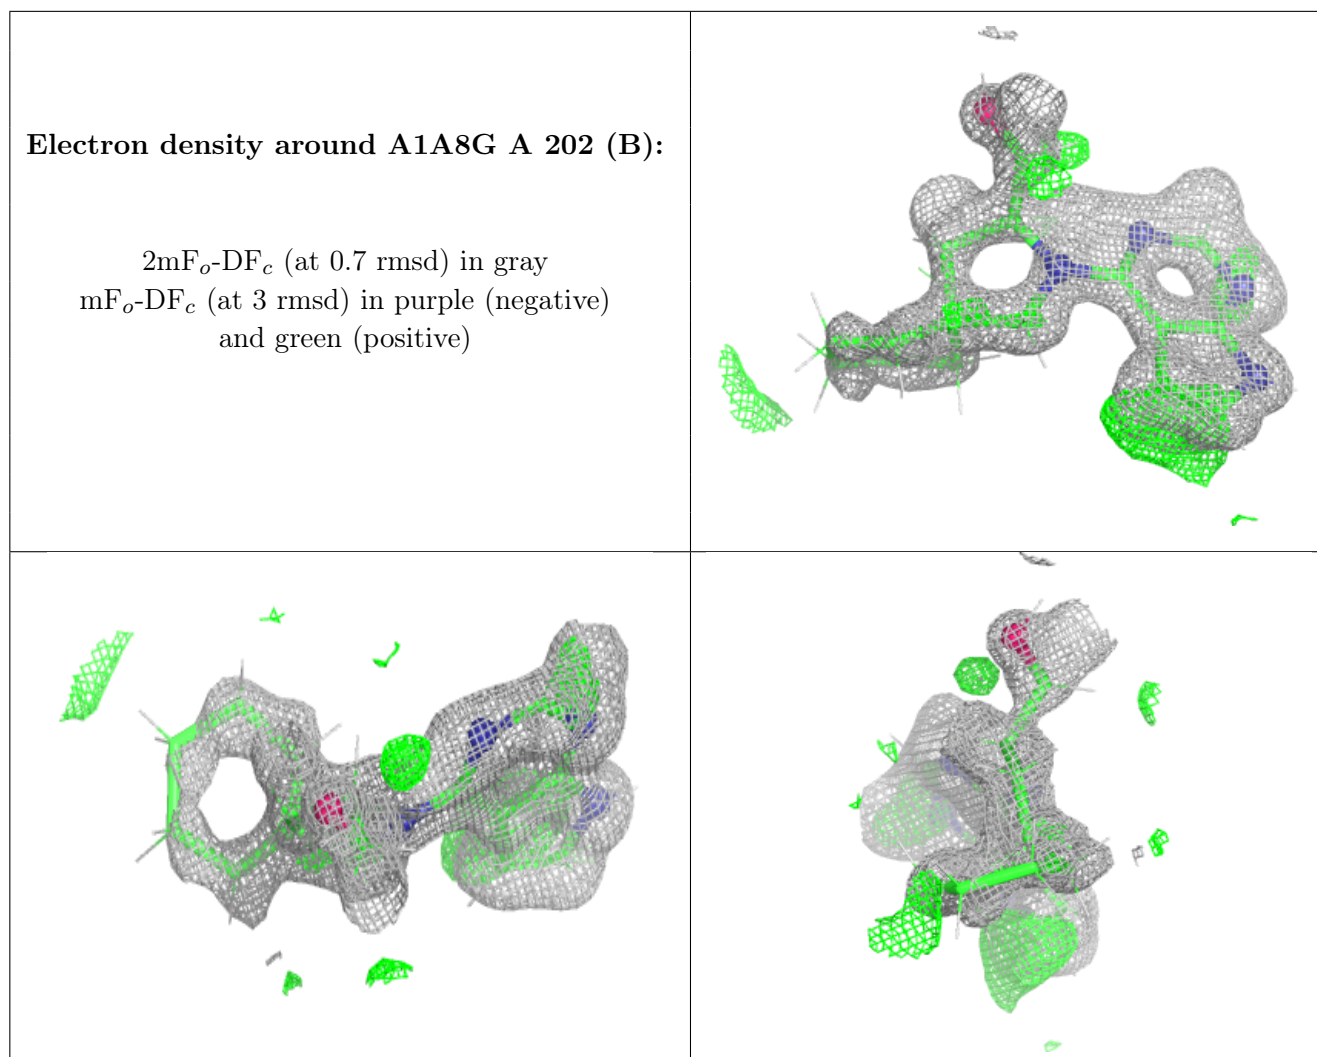 Electron density around A1A8G A 202 (B):
2mFo-DFc (at 0.7 rmsd) in gray
mFo-DFc (at 3 rmsd) in purple (negative)
and green (positive)